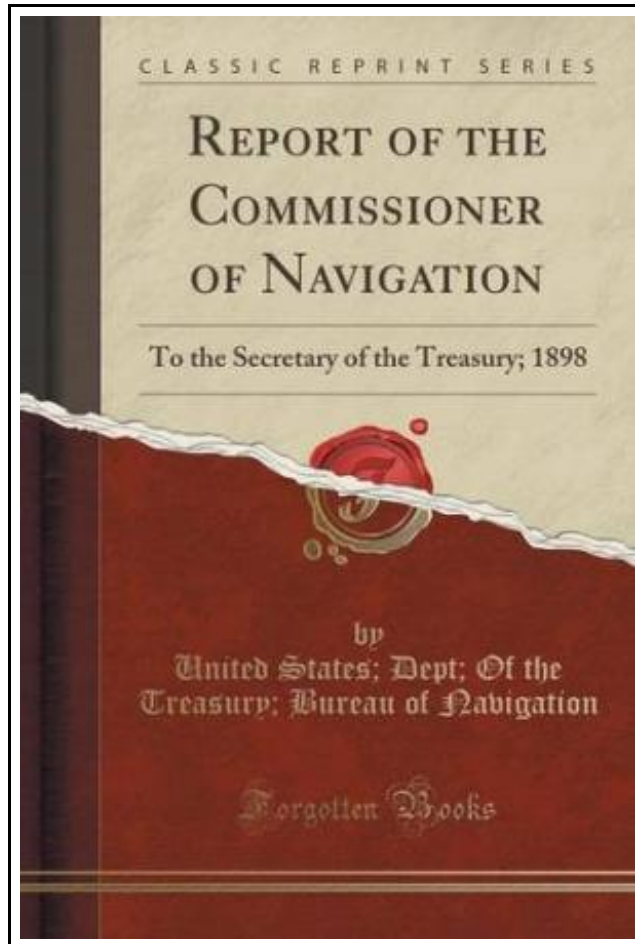 CLASSIC REPRINT SERIES
REPORT OF THE
COMMISSIONER
OF NAVIGATION
To the Secretary of the Treasury; 1898
by
United States; Dept; Of the
Treasury; Bureau of Navigation
Forgotten Books